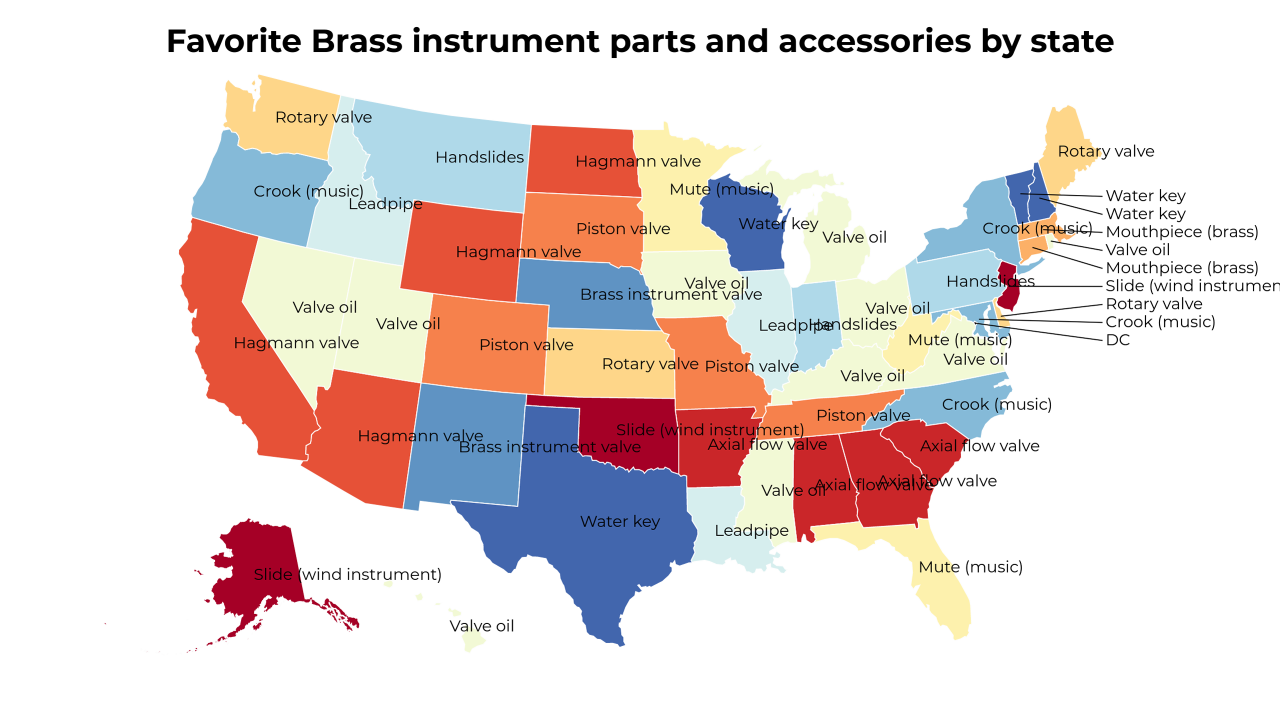 Favorite Brass instrument parts and accessories by state
Rotary valve
Rotary valve
Handslides
Hagmann valve
Mute (music)
Crook (music)
Leadpipe
Water key
Water key
Water key
Piston valve
Crook (music)
Mouthpiece (brass)
Valve oil
Valve oil
Hagmann valve
Mouthpiece (brass)
Valve oil
Handslides
Slide (wind instrumen
Brass instrument valve
Rotary valve
Valve oil
Valve oil
Valve oil
Crook (music)
Leadpipe
Handslides
Hagmann valve
Piston valve
Mute (music)
DC
Valve oil
Rotary valve
Piston valve
Valve oil
Crook (music)
Piston valve
Slide (wind instrument)
Hagmann valve
Brass instrument valve
Axial flow valve
Axial flow valve
Axial flow valve
Axial flow valve
Valve oil
Water key
Leadpipe
Mute (music)
Slide (wind instrument)
Valve oil